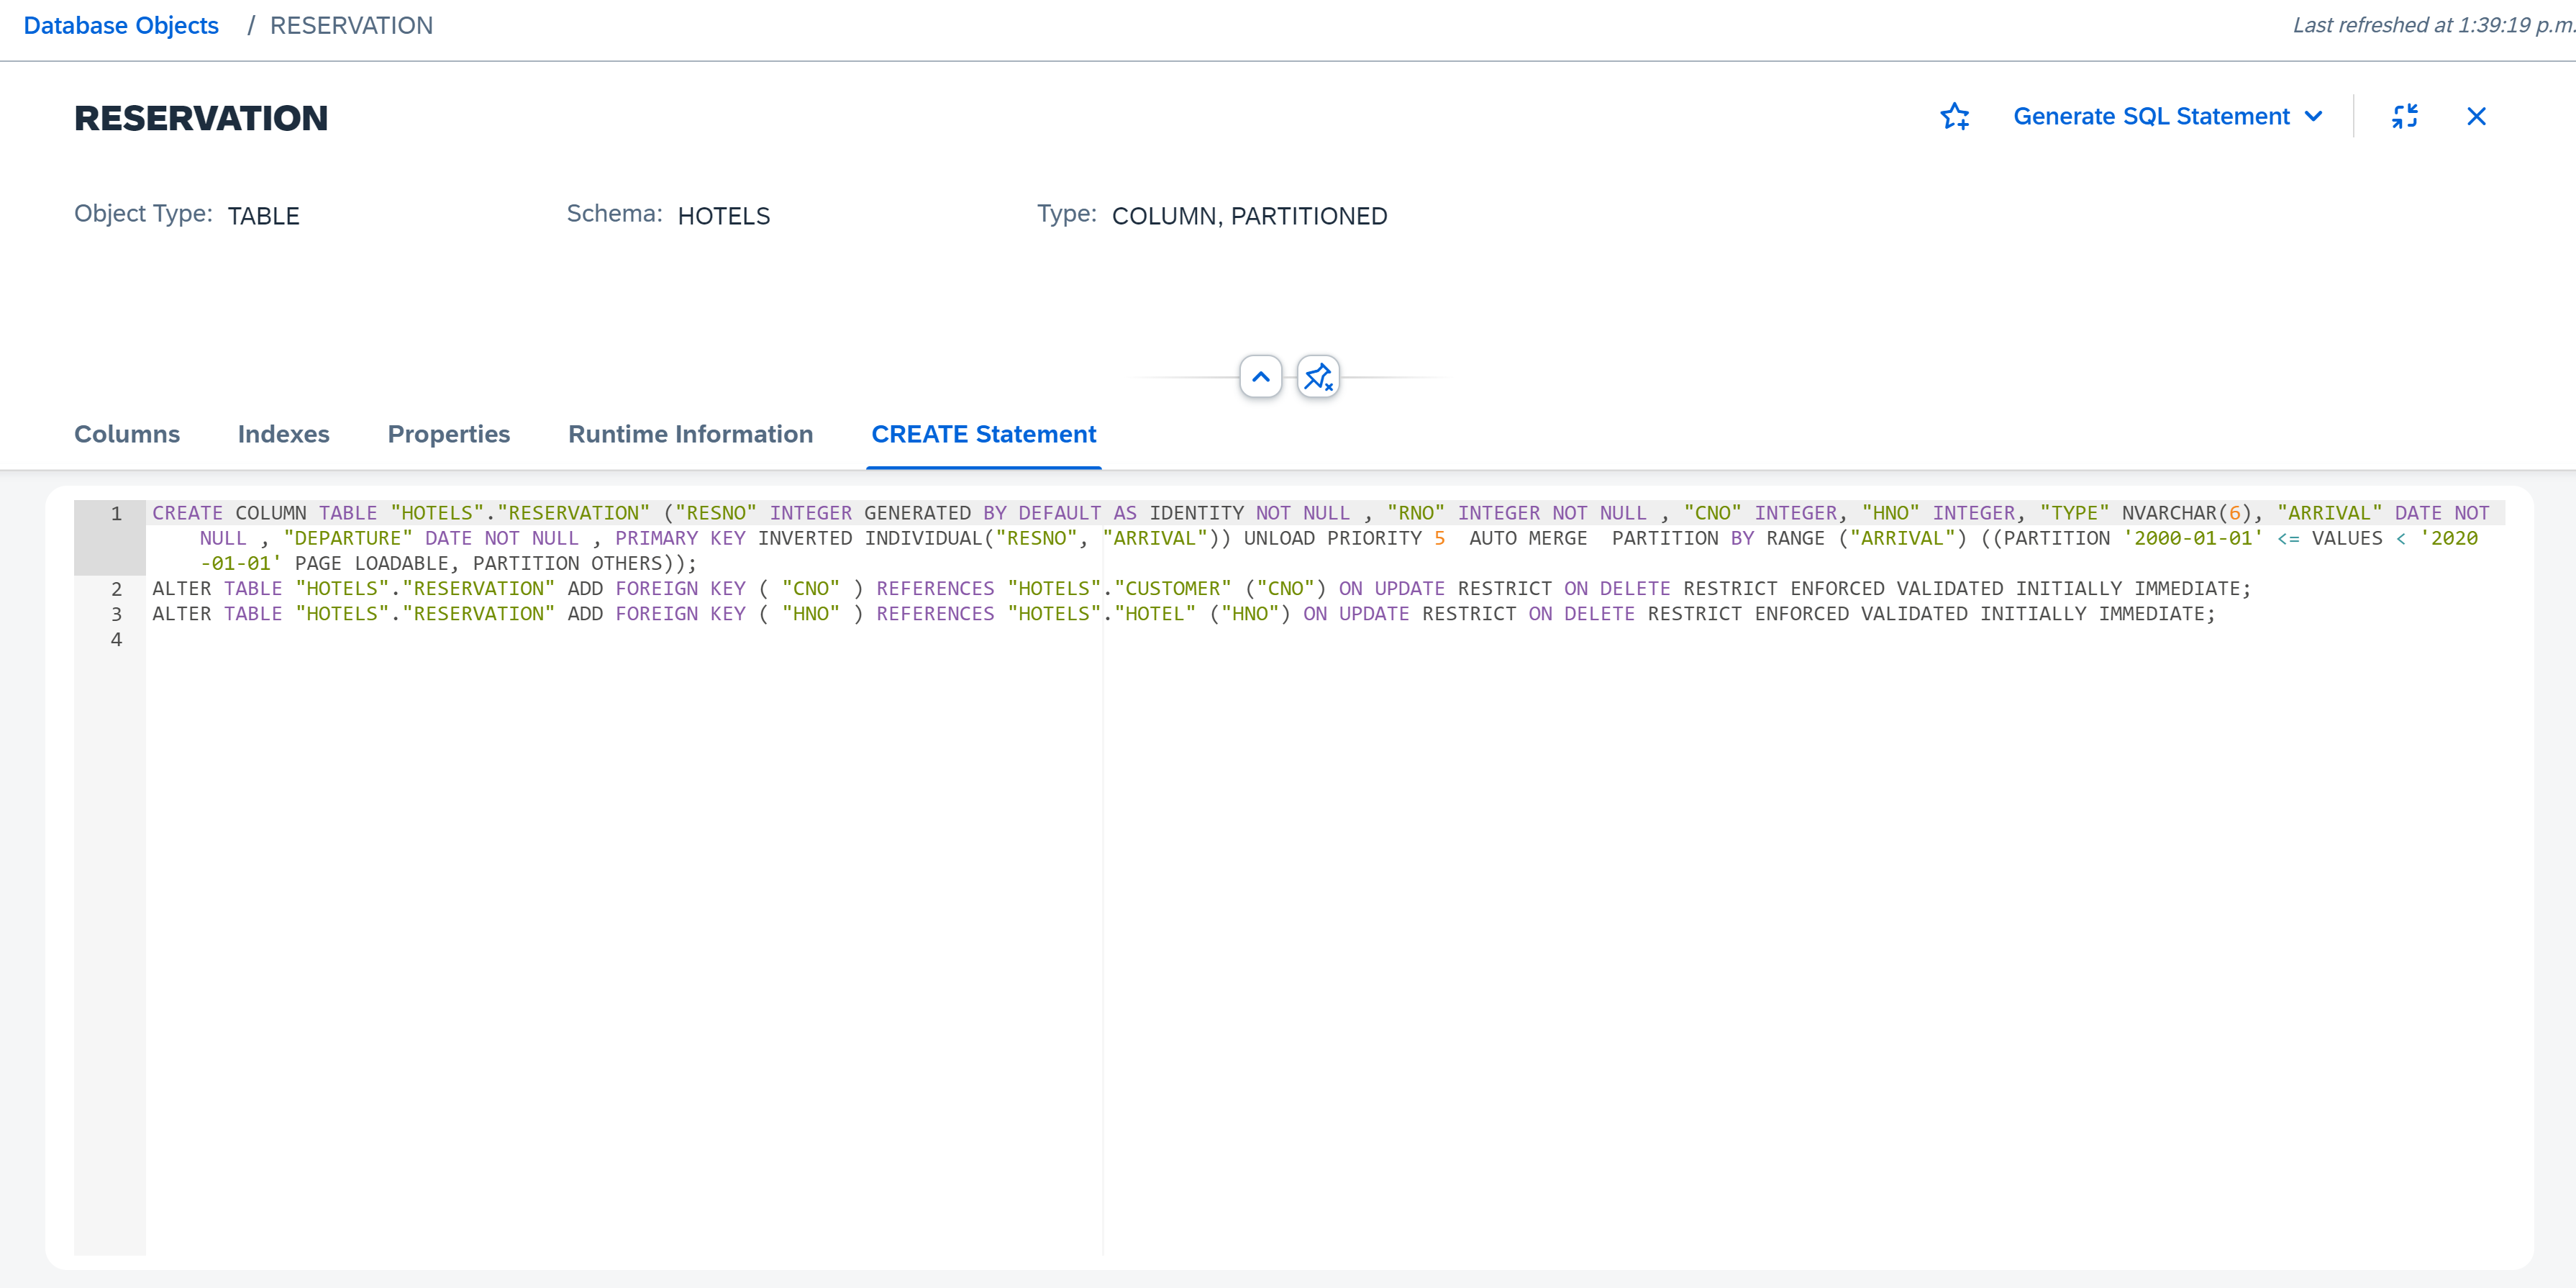 Database Objects / RESERVATION
Last refreshed at 1:39:19 p.m.
RESERVATION
Generate SQL Statement
Object Type: TABLE
Schema: HOTELS
Type: COLUMN, PARTITIONED
Columns
Indexes
Properties
Runtime Information
CREATE Statement
1 CREATE COLUMN TABLE "HOTELS"."RESERVATION" ("RESNO" INTEGER GENERATED BY DEFAULT AS IDENTITY NOT NULL , "RNO" INTEGER NOT NULL , "CNO" INTEGER, "HNO" INTEGER, "TYPE" NVARCHAR(6), "ARRIVAL" DATE NOT
NULL , "DEPARTURE" DATE NOT NULL , PRIMARY KEY INVERTED INDIVIDUAL("RESNO", "ARRIVAL")) UNLOAD PRIORITY 5  AUTO MERGE  PARTITION BY RANGE ("ARRIVAL") ((PARTITION '2000-01-01' <= VALUES < '2020
-01-01' PAGE LOADABLE, PARTITION OTHERS));
2 ALTER TABLE "HOTELS"."RESERVATION" ADD FOREIGN KEY ( "CNO" ) REFERENCES "HOTELS"."CUSTOMER" ("CNO") ON UPDATE RESTRICT ON DELETE RESTRICT ENFORCED VALIDATED INITIALLY IMMEDIATE;
3 ALTER TABLE "HOTELS"."RESERVATION" ADD FOREIGN KEY ( "HNO" ) REFERENCES "HOTELS"."HOTEL" ("HNO") ON UPDATE RESTRICT ON DELETE RESTRICT ENFORCED VALIDATED INITIALLY IMMEDIATE;
4